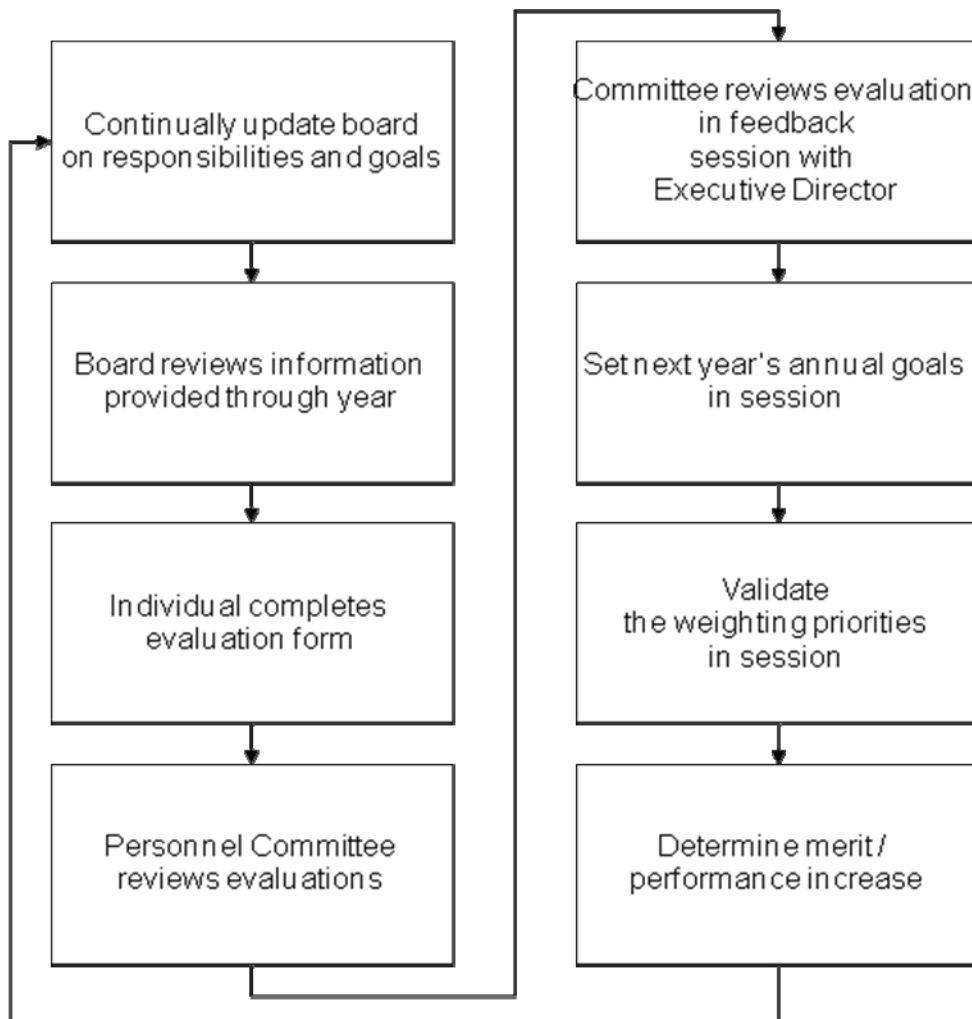 Continually update board
on responsibilities and goals
Board reviews information
provided through year
Individual completes
evaluation form
Personnel Committee
reviews evaluations
Committee reviews evaluation
in feedback
session with
Executive Director
Set next year's annual goals
in session
Validate
the weighting priorities
in session
Determine merit /
performance increase